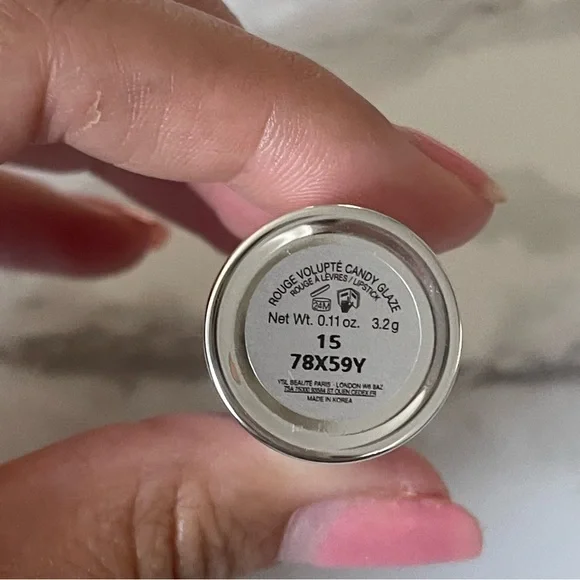 ROUGE VOLUPTÉ CANDY GLAZE
ROUGE À LÈVRES / LIPSTICK
24M
Net Wt. 0.11 oz. 3.2 g
15
78X59Y
YSL BEAUTÉ PARIS - LONDON W6 8AZ
MADE IN KOREA